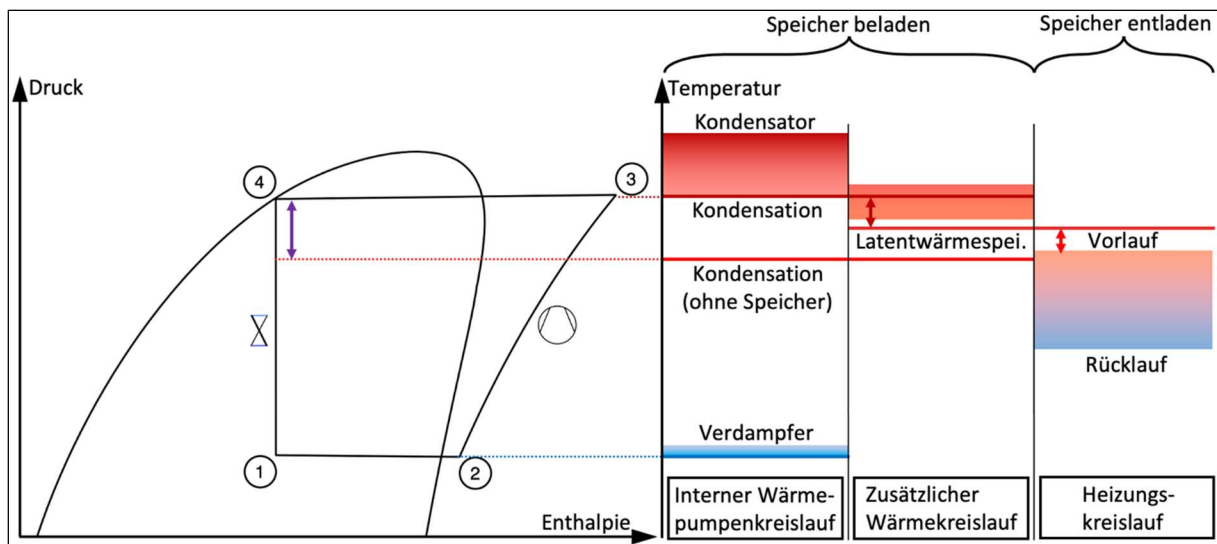 Speicher beladen
Speicher entladen
Druck
Temperatur
Kondensator
4
3
Kondensation
Latentwärmespei.
Vorlauf
Kondensation
(ohne Speicher)
Rücklauf
Verdampfer
1
2
Enthalpie
Interner Wärme-
pumpenkreislauf
Zusätzlicher
Wärmekreislauf
Heizungs-
kreislauf